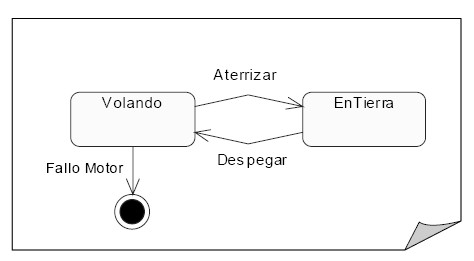 Aterrizar
Volando
EnTierra
Despegar
Fallo Motor